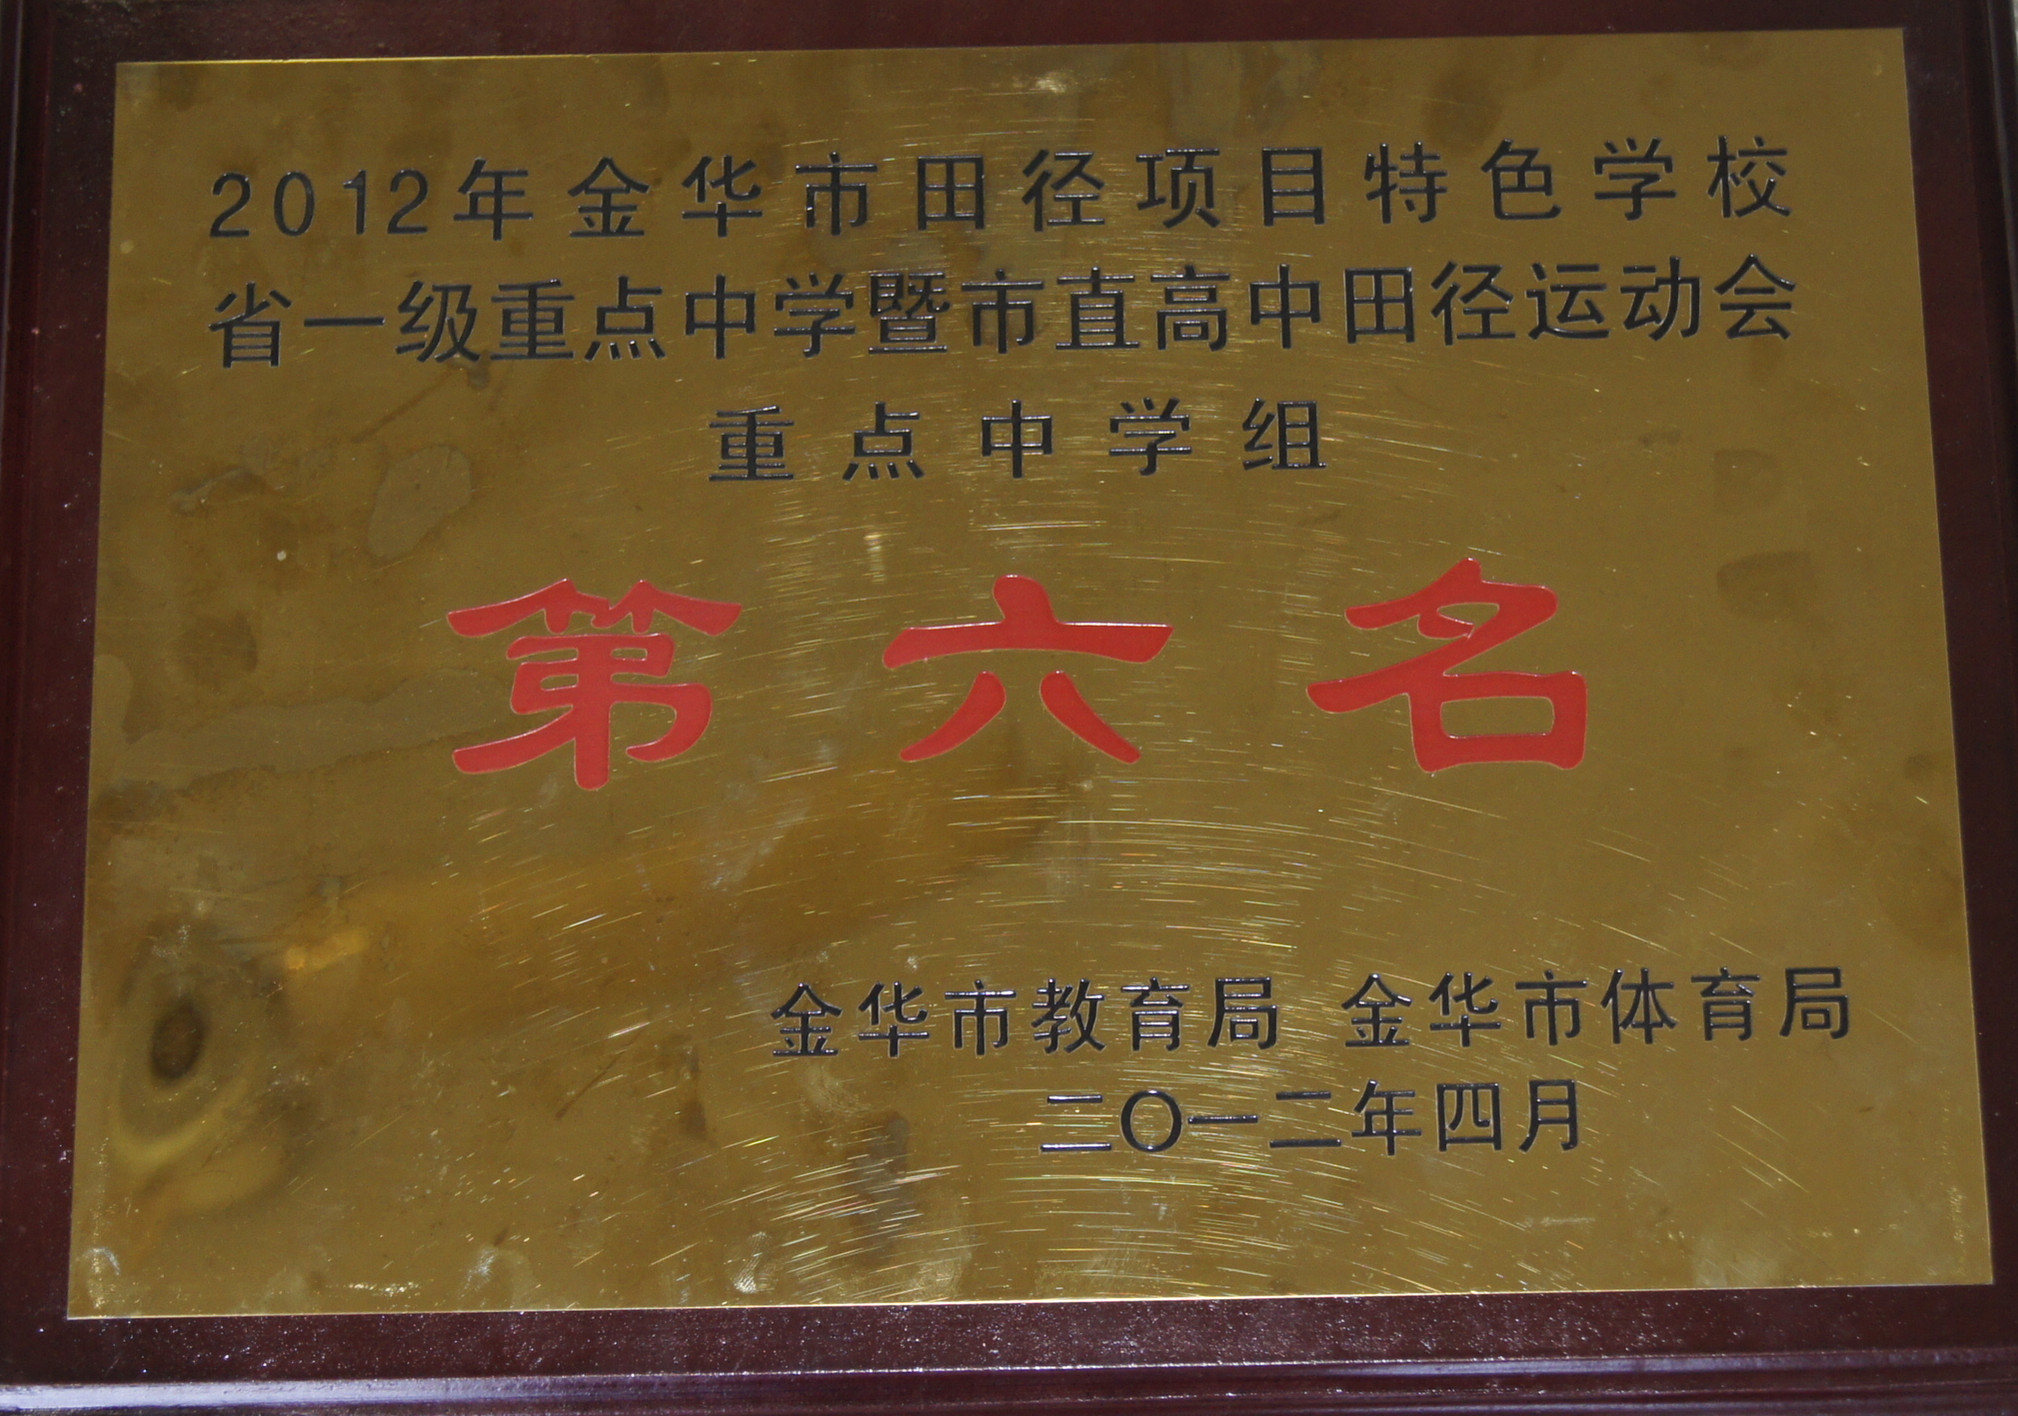 2012年金华市田径项目特色学校
省一级重点中学暨市直高中田径运动会
重点中学组
第六名
金华市教育局 金华市体育局
二〇一二年四月